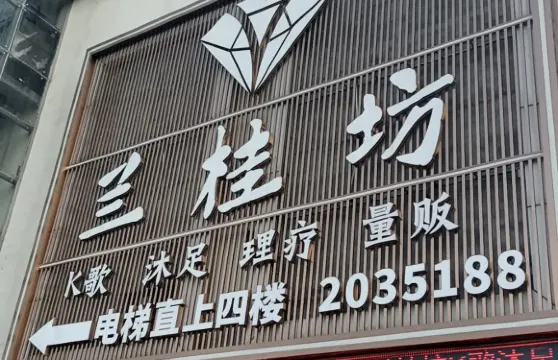 兰桂坊
K歌 沐足 理疗 量贩
电梯直上四楼 2035188